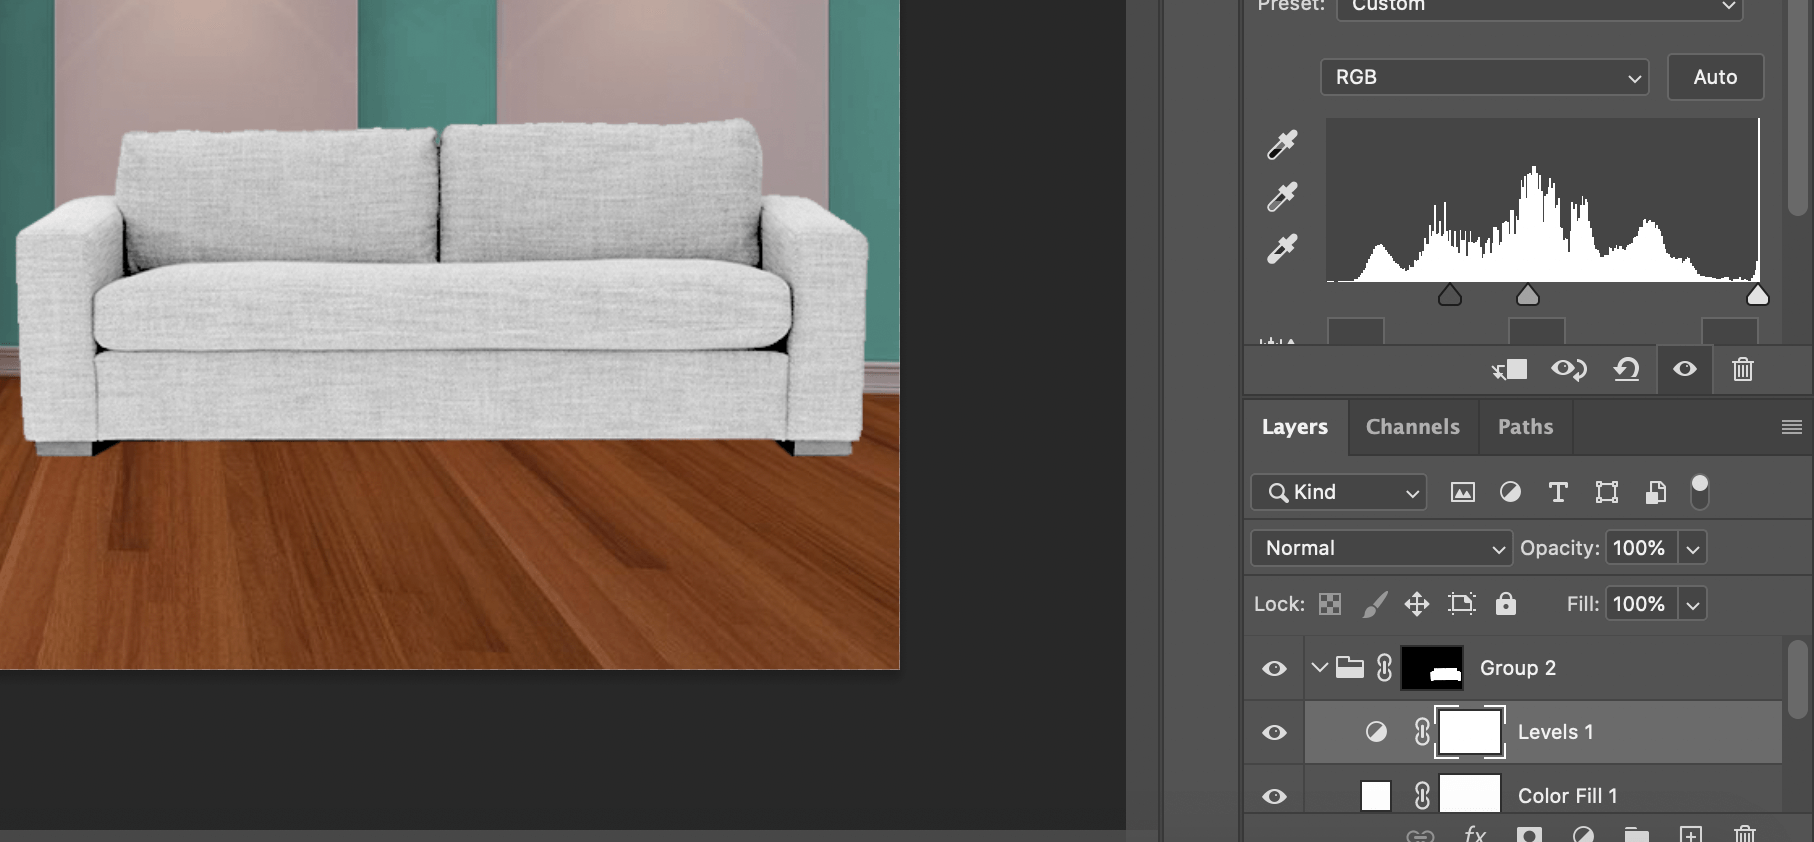 Preset: Custom
RGB Auto
Layers Channels Paths
Kind
Normal Opacity: 100%
Lock: Fill: 100%
Group 2
Levels 1
Color Fill 1
fx